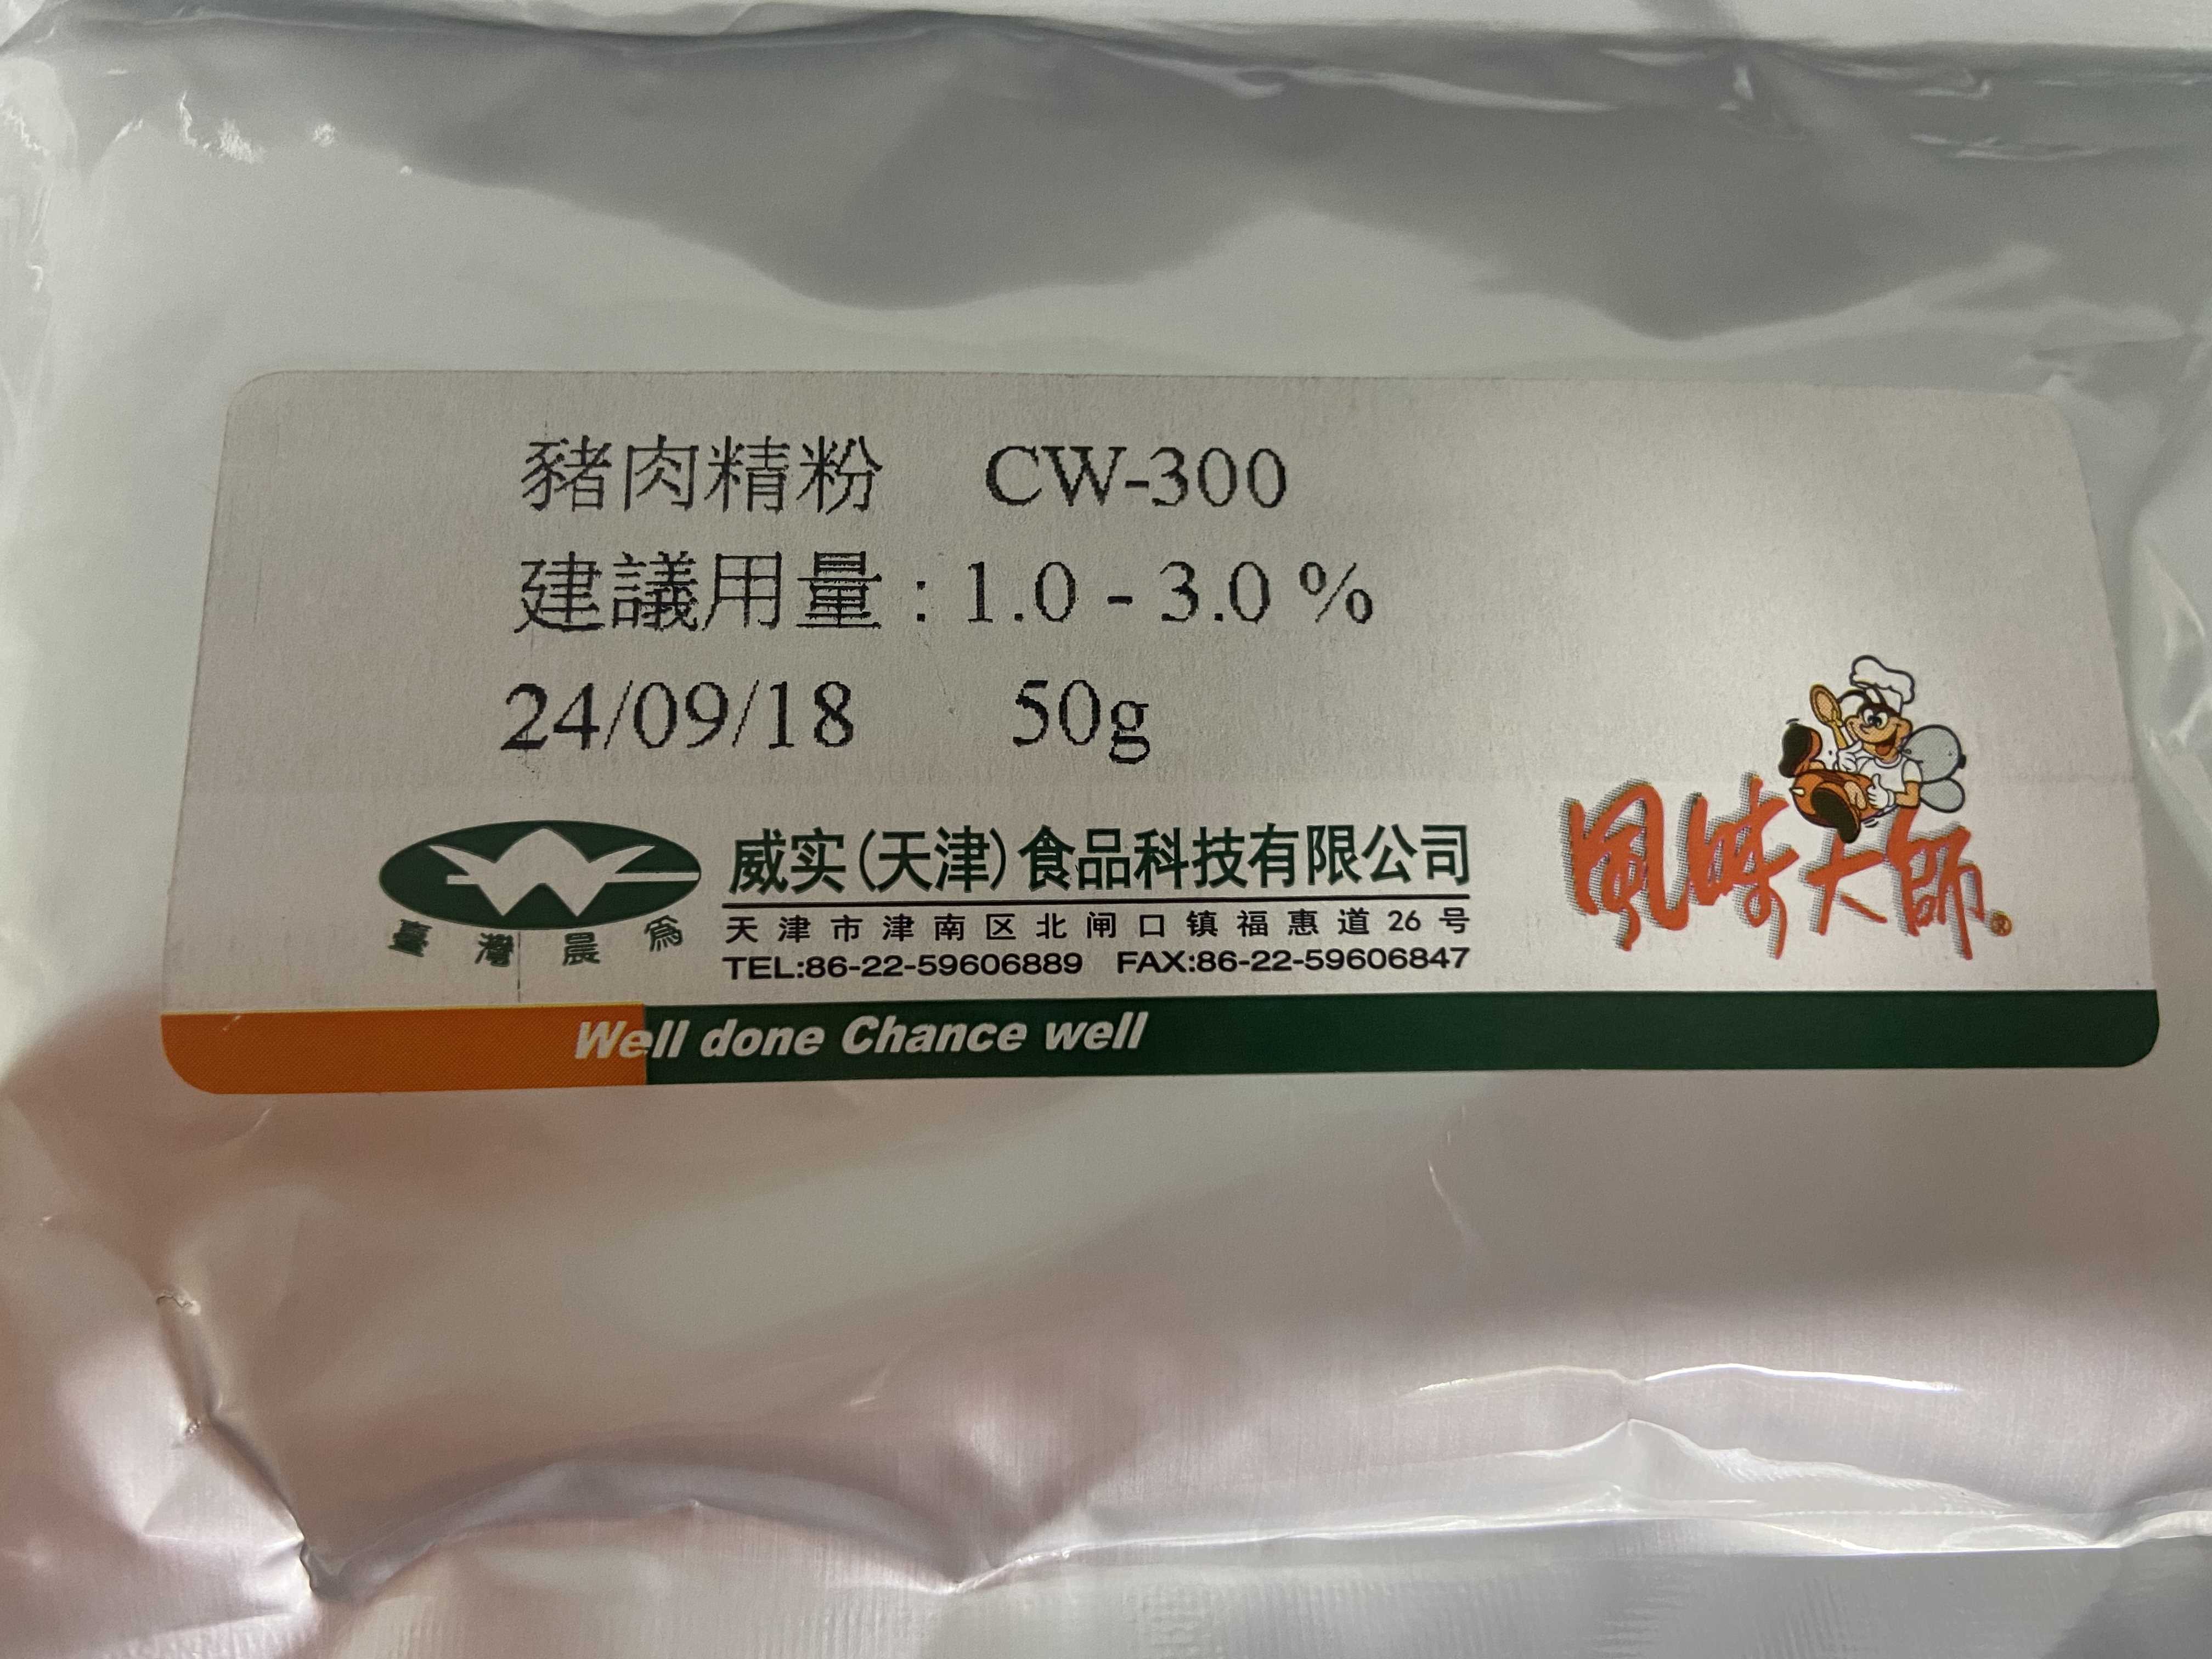 豬肉精粉 CW-300
建議用量：1.0 - 3.0 %
24/09/18 50g
威实(天津)食品科技有限公司
天津市津南区北闸口镇福惠道26号
TEL:86-22-59606889 FAX:86-22-59606847
臺灣晨為
風味大師®
Well done Chance well